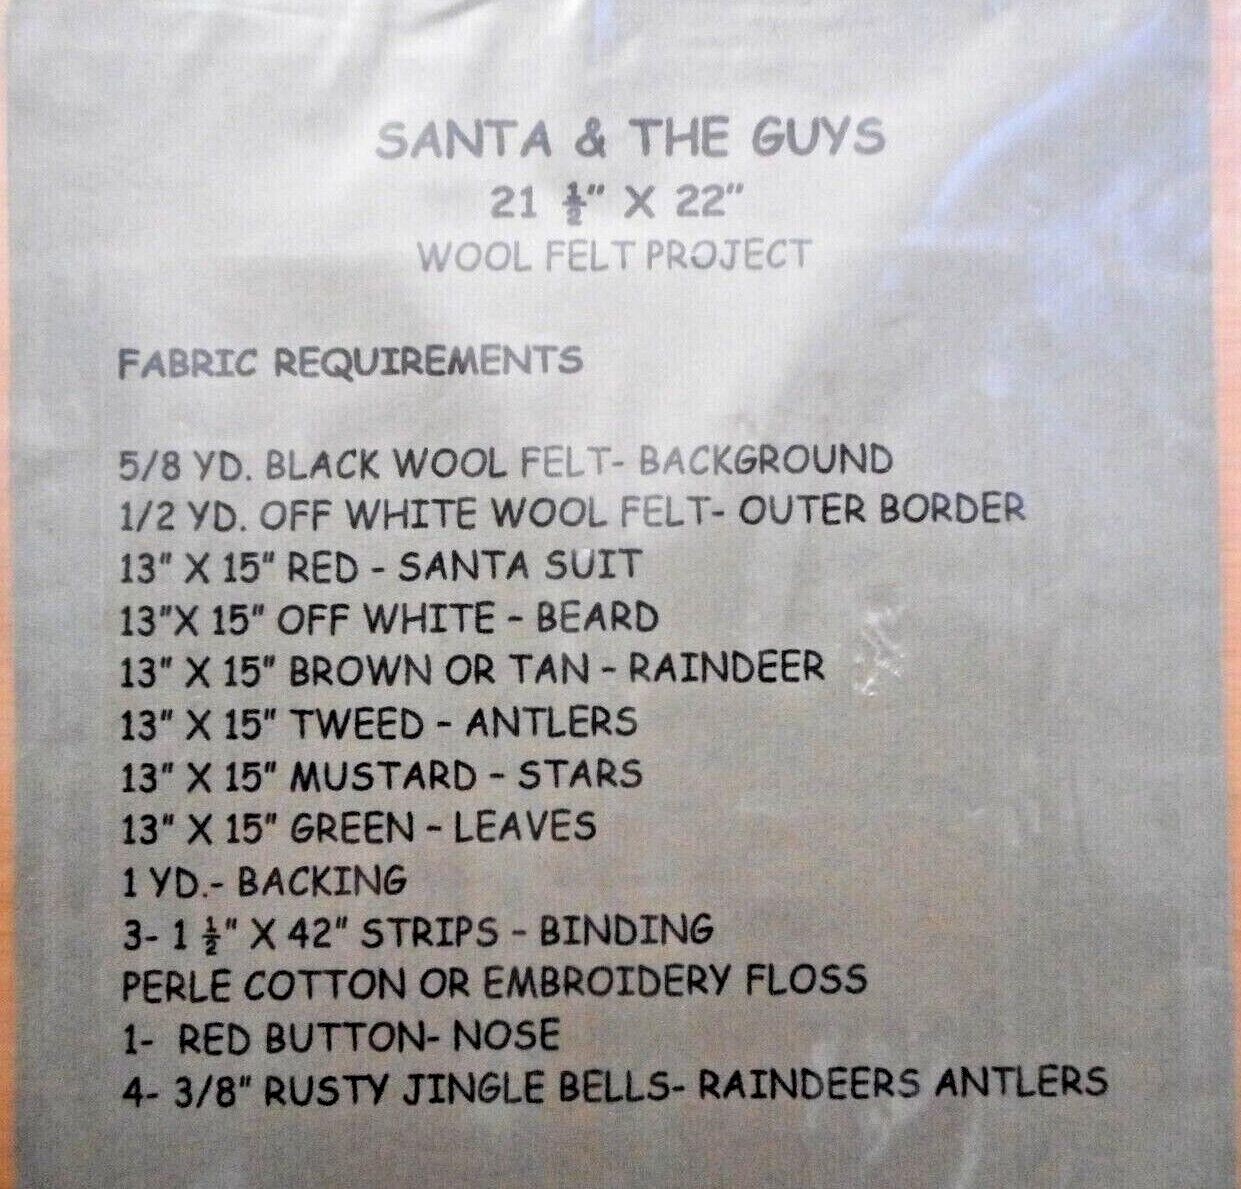 SANTA & THE GUYS
21 ½" X 22"
WOOL FELT PROJECT
FABRIC REQUIREMENTS
5/8 YD. BLACK WOOL FELT- BACKGROUND
1/2 YD. OFF WHITE WOOL FELT- OUTER BORDER
13" X 15" RED - SANTA SUIT
13"X 15" OFF WHITE - BEARD
13" X 15" BROWN OR TAN - RAINDEER
13" X 15" TWEED - ANTLERS
13" X 15" MUSTARD - STARS
13" X 15" GREEN - LEAVES
1 YD.- BACKING
3- 1 ½" X 42" STRIPS - BINDING
PERLE COTTON OR EMBROIDERY FLOSS
1- RED BUTTON- NOSE
4- 3/8" RUSTY JINGLE BELLS- RAINDEERS ANTLERS